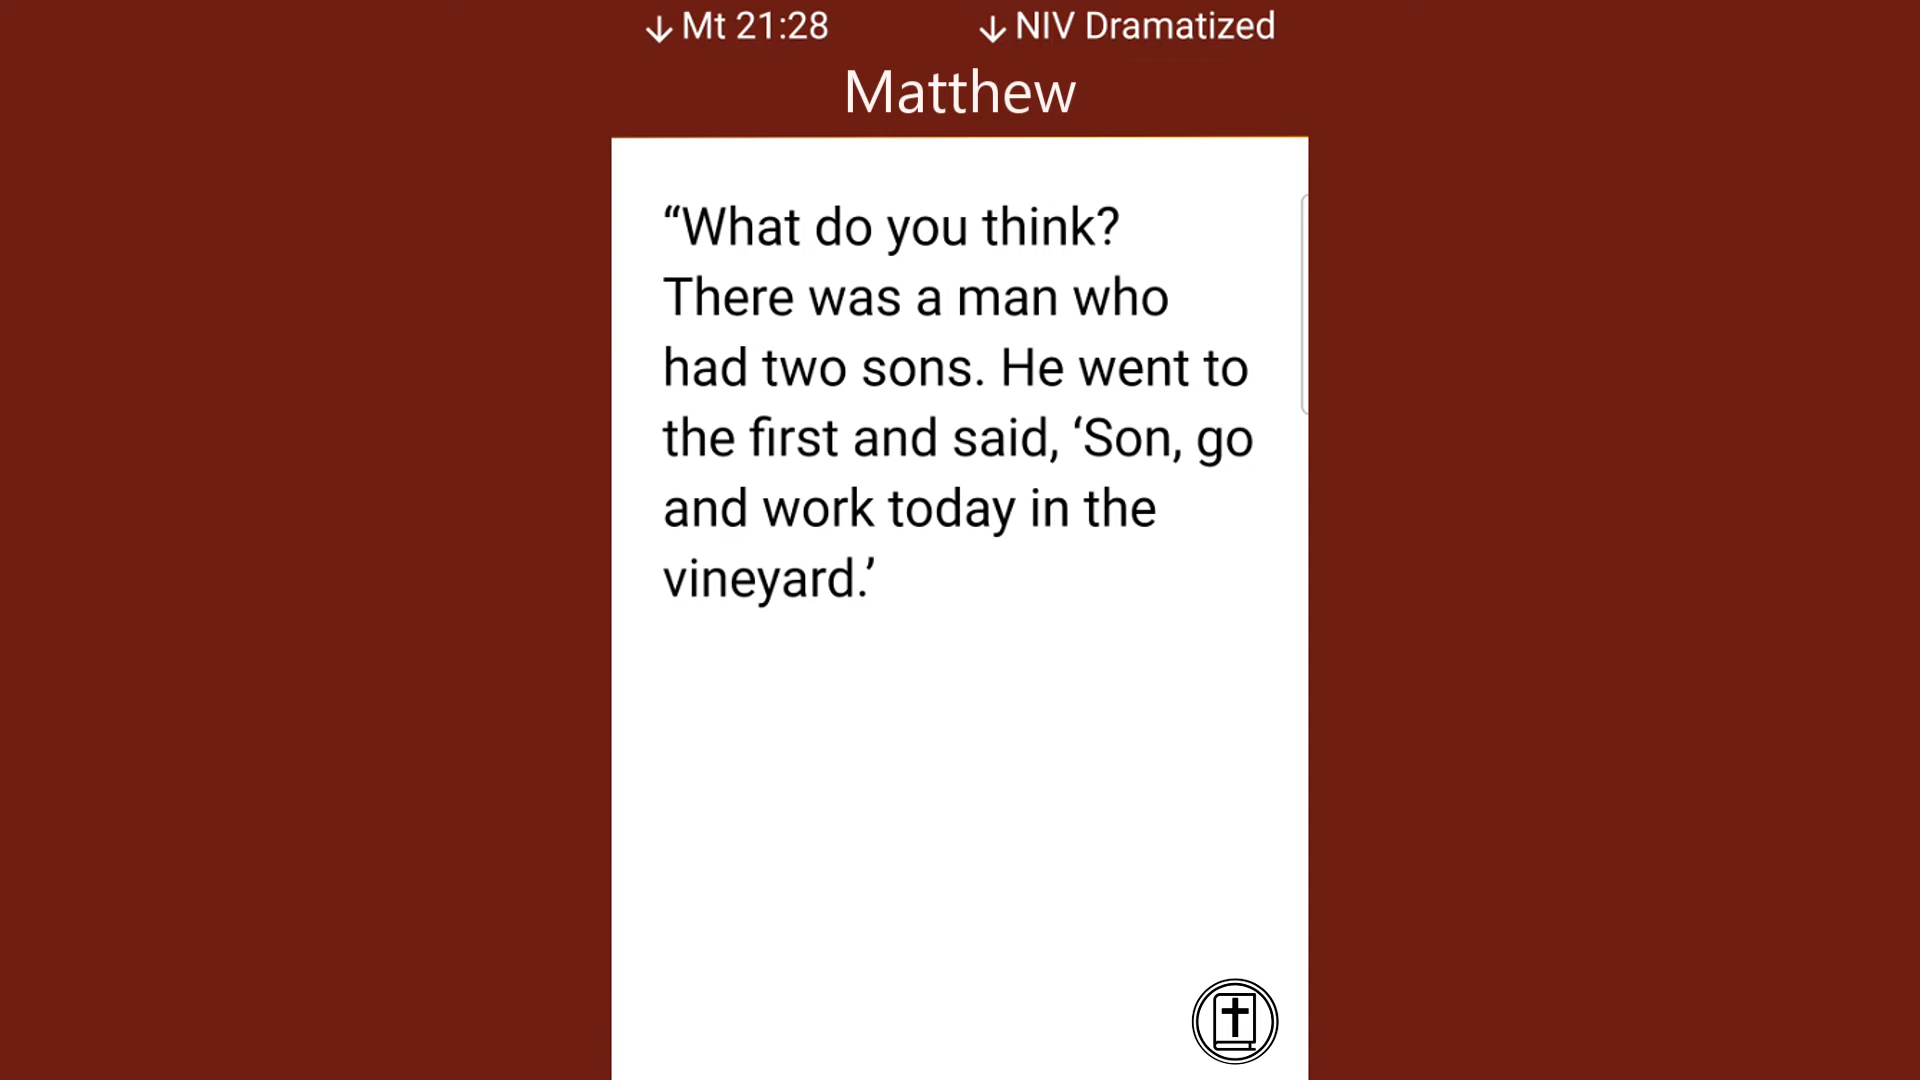 ↓ Mt 21:28 ↓ NIV Dramatized
Matthew
“What do you think?
There was a man who
had two sons. He went to
the first and said, ‘Son, go
and work today in the
vineyard.’